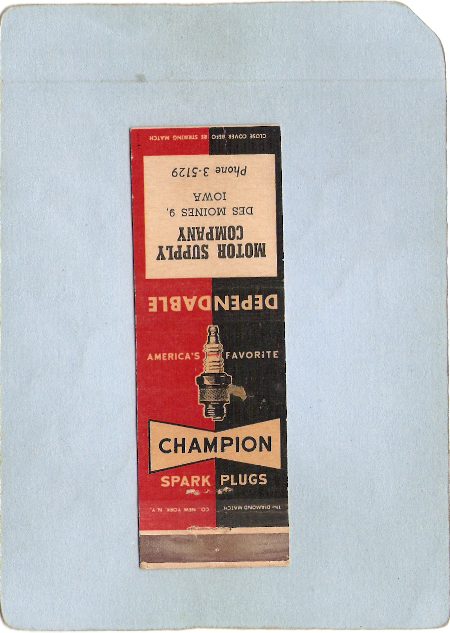 CLOSE COVER BEFORE STRIKING MATCH
MOTOR SUPPLY
COMPANY
DES MOINES 9,
IOWA
Phone 3-5129
DEPENDABLE
AMERICA'S FAVORITE
CHAMPION
SPARK PLUGS
THE DIAMOND MATCH CO. NEW YORK, N.Y.